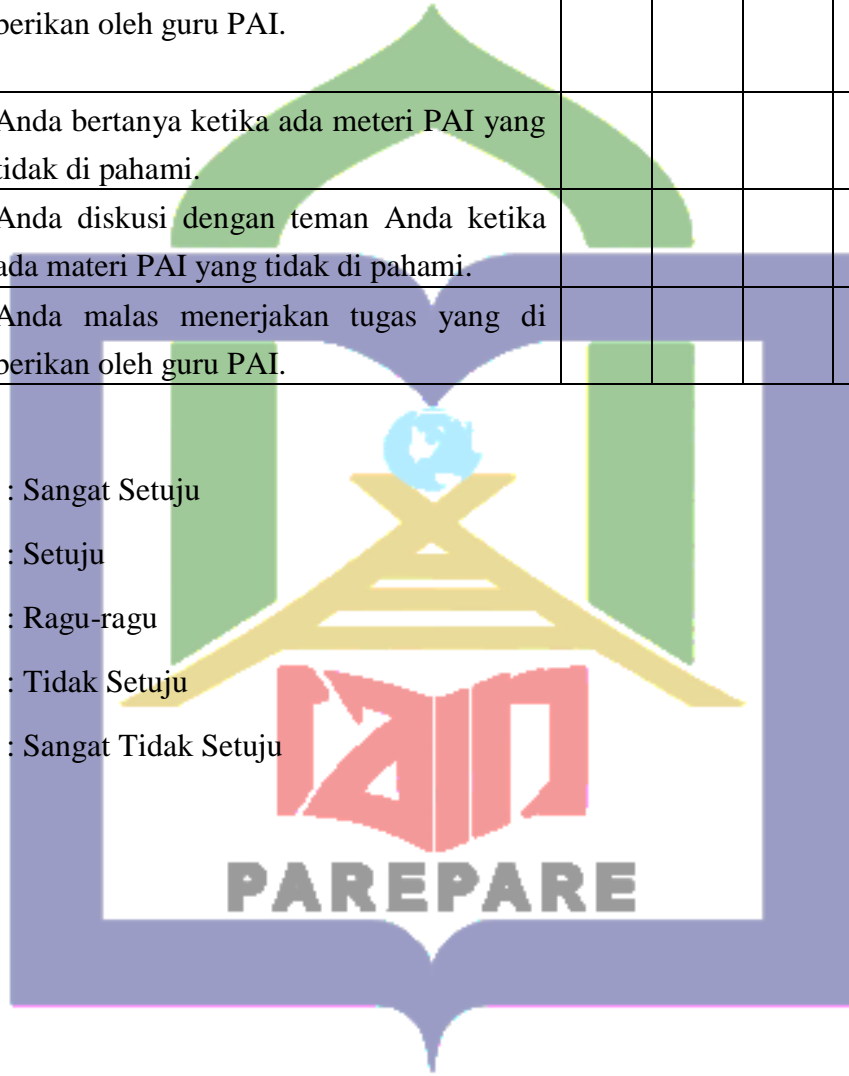 berikan oleh guru PAI.
Anda bertanya ketika ada meteri PAI yang
tidak di pahami.
Anda diskusi dengan teman Anda ketika
ada materi PAI yang tidak di pahami.
Anda malas menerjakan tugas yang di
berikan oleh guru PAI.
: Sangat Setuju
: Setuju
: Ragu-ragu
: Tidak Setuju
: Sangat Tidak Setuju
iain
PAREPARE